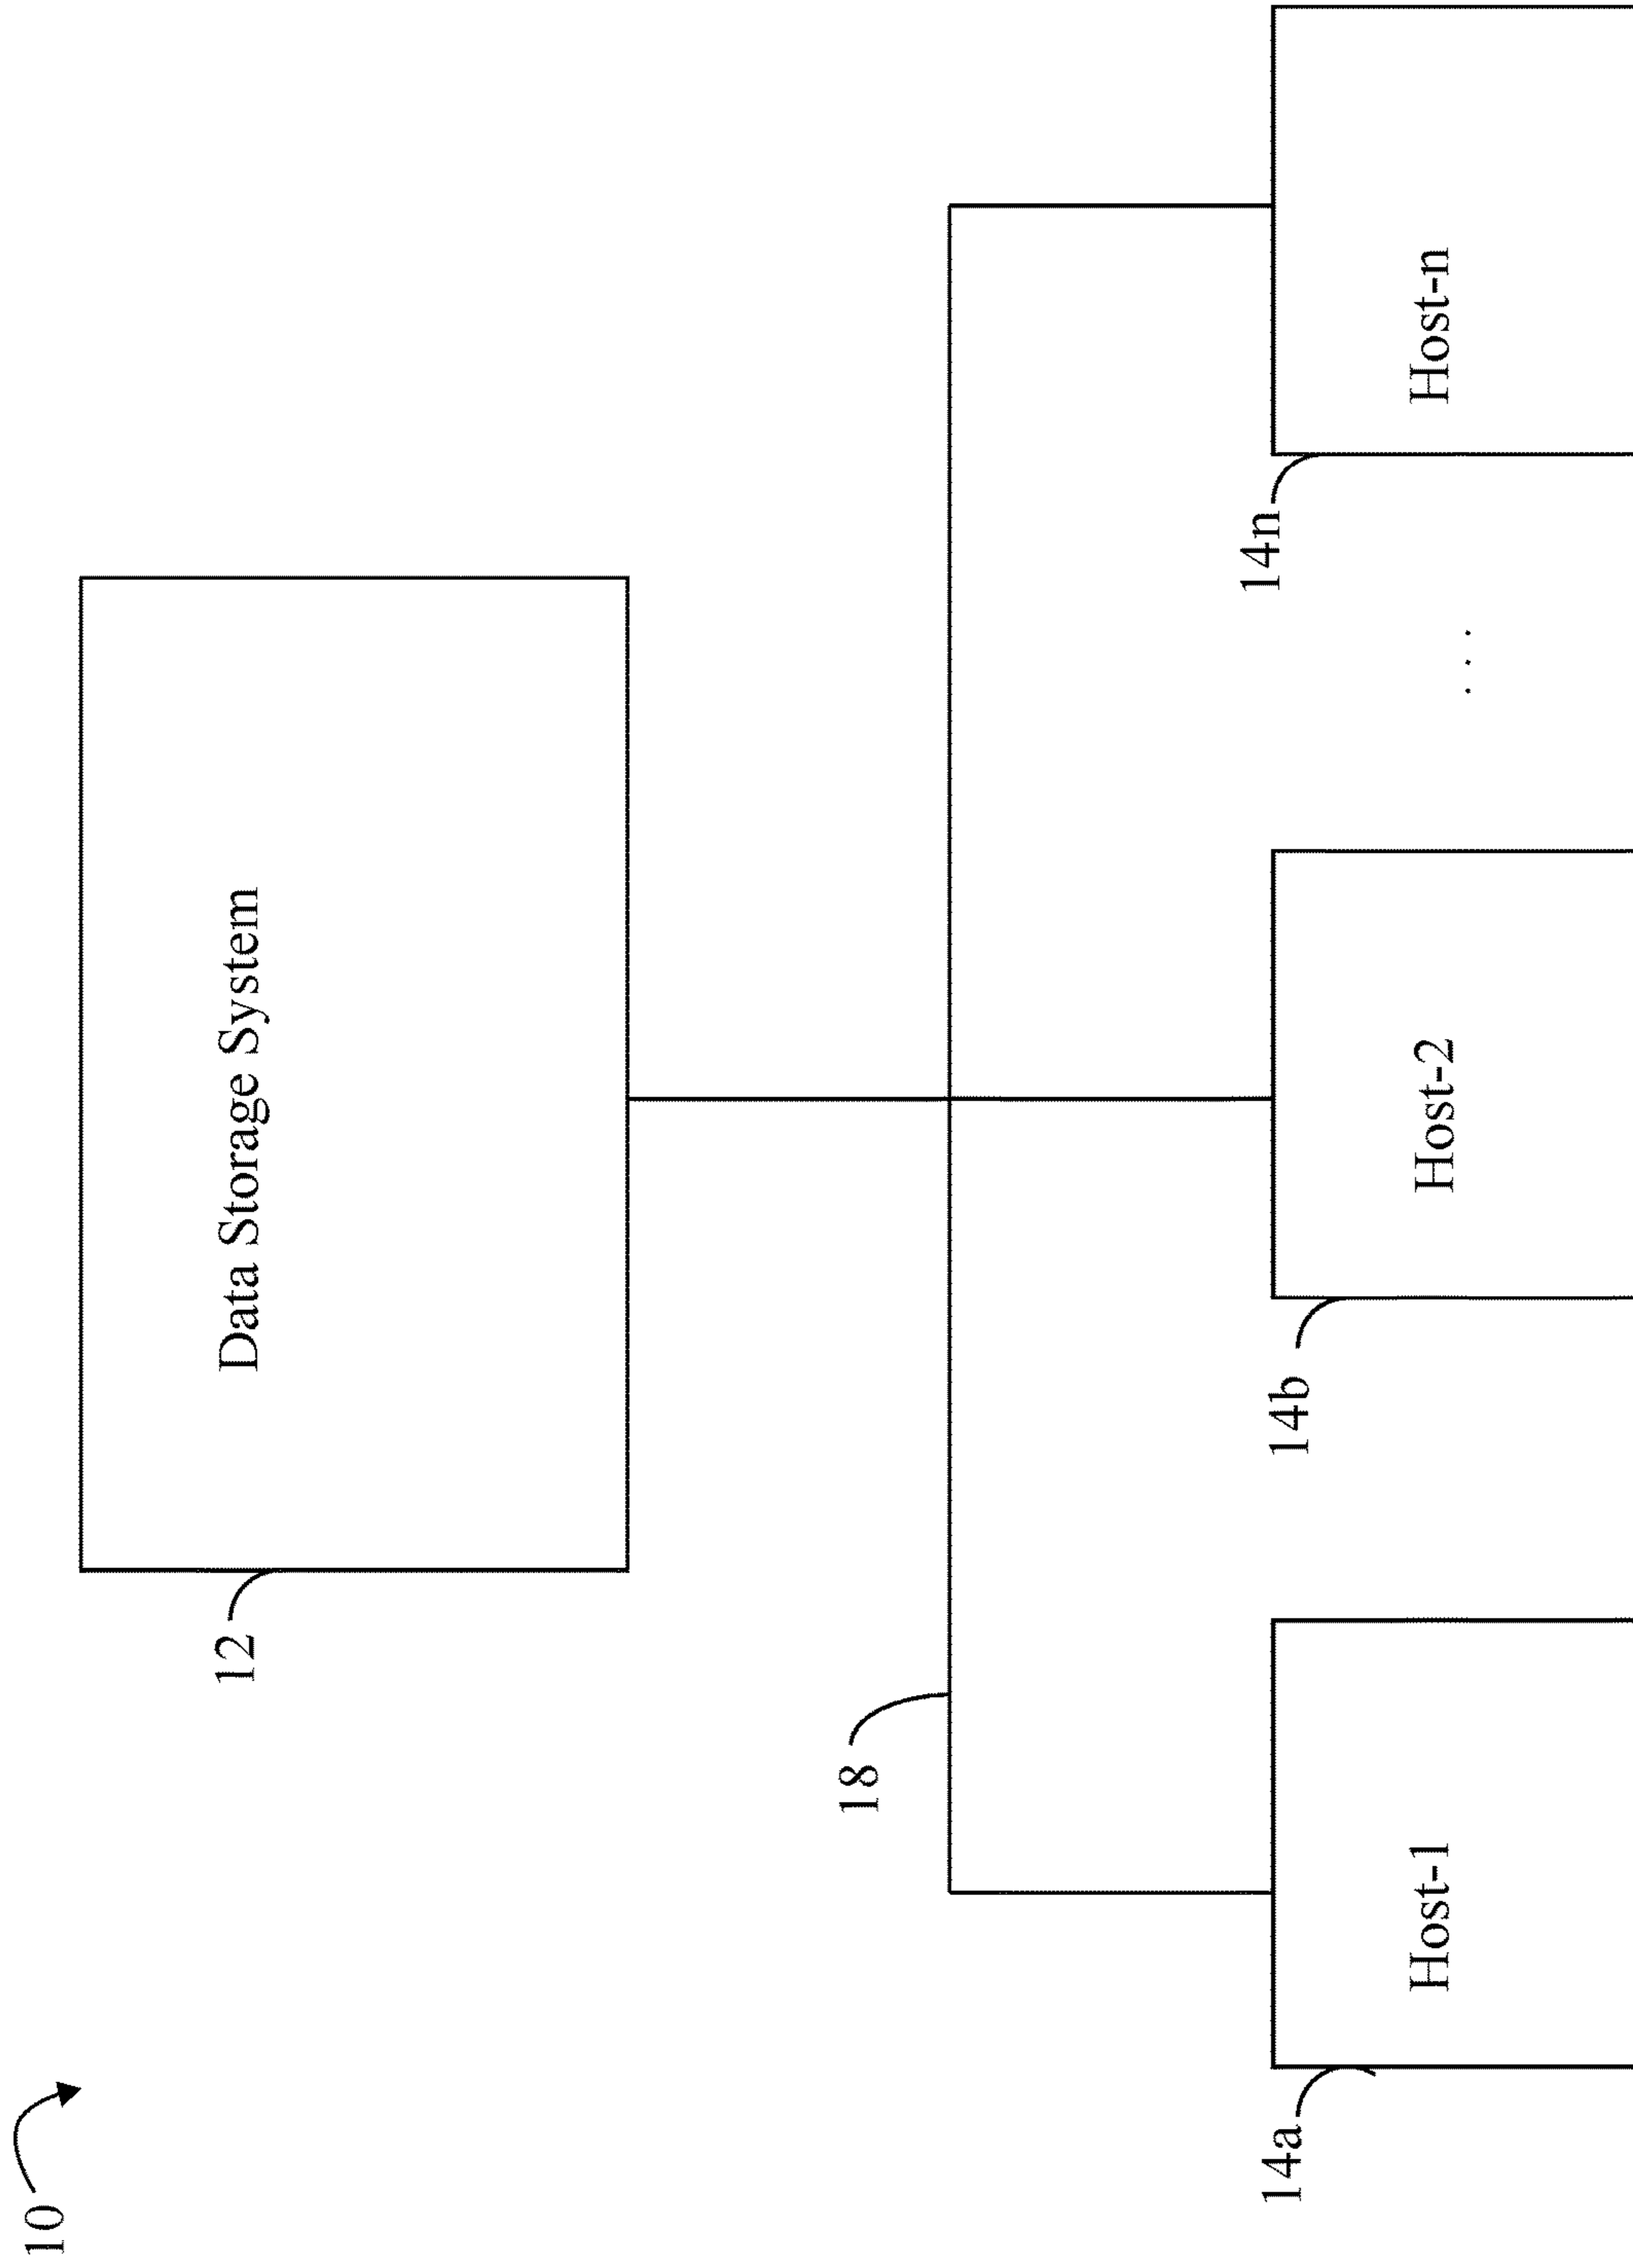 10
12
Data Storage System
18
14a
Host-1
14b
Host-2
. . .
14n
Host-n